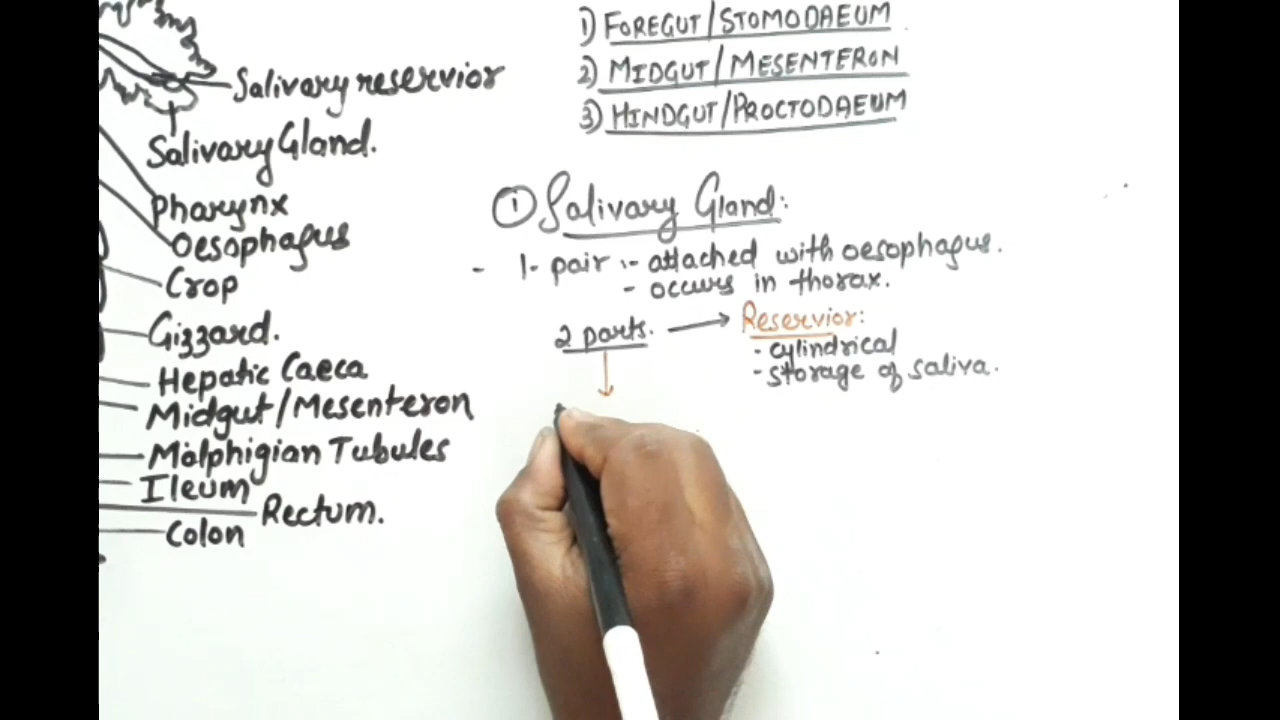 Salivary reservior
Salivary Gland.
Pharynx
Oesophagus
Crop
Gizzard.
Hepatic Caeca
Midgut/Mesenteron
Malphigian Tubules
Ileum
Rectum.
Colon
1) FOREGUT/STOMODAEUM
2) MIDGUT/MESENTERON
3) HINDGUT/PROCTODAEUM
① Salivary Gland:
- 1- pair :- attached with oesophagus.
- occurs in thorax.
2 parts. → Reservior:
- cylindrical
- storage of saliva.